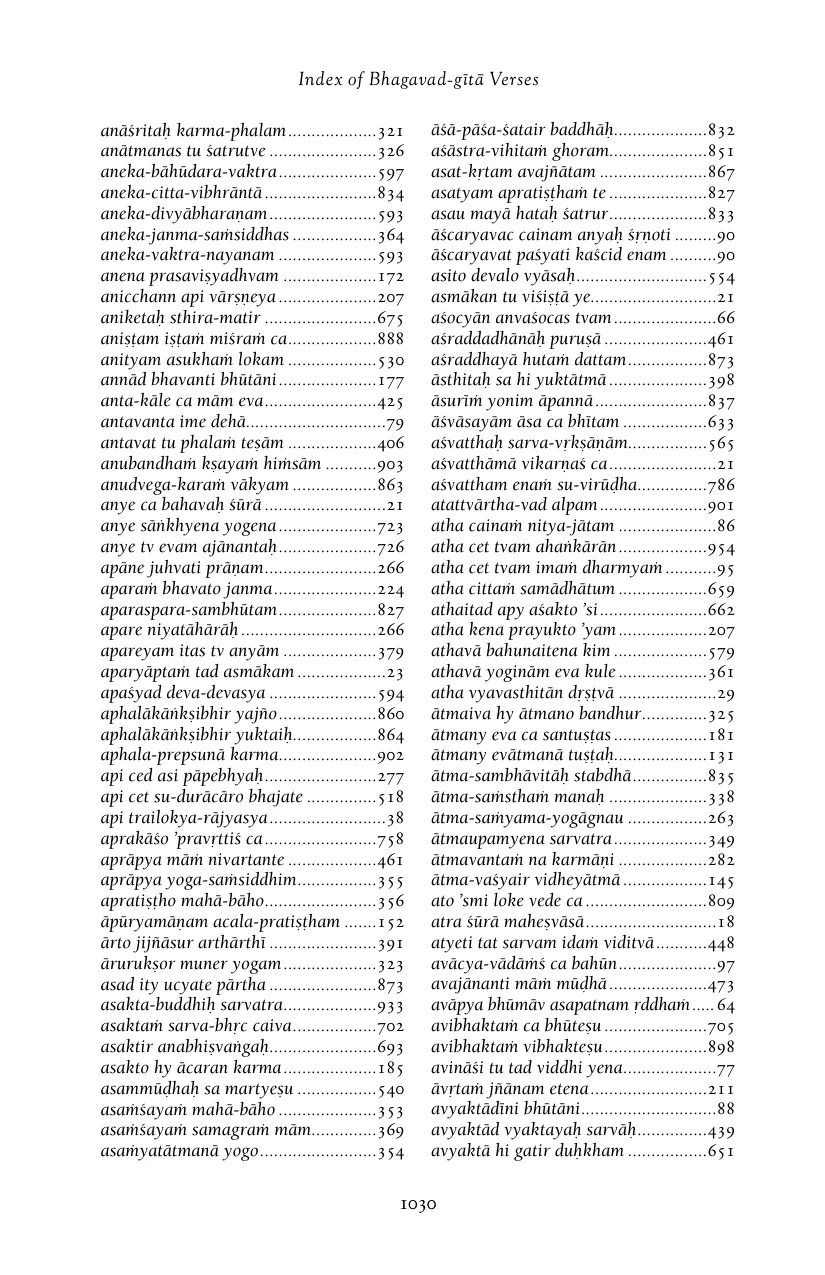 Index of Bhagavad-gītā Verses
anāśritaḥ karma-phalam...................321
anātmanas tu śatrutve .......................326
aneka-bāhūdara-vaktra.....................597
aneka-citta-vibhrāntā........................834
aneka-divyābharaṇam.......................593
aneka-janma-saṁsiddhas ..................364
aneka-vaktra-nayanam .....................593
anena prasaviṣyadhvam ....................172
anicchann api vārṣṇeya.....................207
aniketaḥ sthira-matir ........................675
aniṣṭam iṣṭaṁ miśraṁ ca...................888
anityam asukhaṁ lokam ...................530
annād bhavanti bhūtāni.....................177
anta-kāle ca mām eva........................425
antavanta ime dehā..............................79
antavat tu phalaṁ teṣām ...................406
anubandhaṁ kṣayaṁ hiṁsām ...........903
anudvega-karaṁ vākyam ..................863
anye ca bahavaḥ śūrā ..........................21
anye sāṅkhyena yogena.....................723
anye tv evam ajānantaḥ.....................726
apāne juhvati prāṇam........................266
aparaṁ bhavato janma......................224
aparaspara-sambhūtam.....................827
apare niyatāhārāḥ.............................266
apareyam itas tv anyām ....................379
aparyāptaṁ tad asmākam ...................23
apaśyad deva-devasya .......................594
aphalākāṅkṣibhir yajño.....................860
aphalākāṅkṣibhir yuktaiḥ..................864
aphala-prepsunā karma.....................902
api ced asi pāpebhyaḥ........................277
api cet su-durācāro bhajate ...............518
api trailokya-rājyasya.........................38
aprakāśo ’pravṛttiś ca........................758
aprāpya māṁ nivartante ...................461
aprāpya yoga-saṁsiddhim.................355
apratiṣṭho mahā-bāho........................356
āpūryamāṇam acala-pratiṣṭham .......152
ārto jijñāsur arthārthī .......................391
ārurukṣor muner yogam....................323
asad ity ucyate pārtha .......................873
asakta-buddhiḥ sarvatra....................933
asaktaṁ sarva-bhṛc caiva..................702
asaktir anabhiṣvaṅgaḥ.......................693
asakto hy ācaran karma....................185
asammūḍhaḥ sa martyeṣu .................540
asaṁśayaṁ mahā-bāho .....................353
asaṁśayaṁ samagraṁ mām..............369
asaṁyatātmanā yogo.........................354
āśā-pāśa-śatair baddhāḥ....................832
aśāstra-vihitaṁ ghoram.....................851
asat-kṛtam avajñātam .......................867
asatyam apratiṣṭhaṁ te .....................827
asau mayā hataḥ śatrur.....................833
āścaryavac cainam anyaḥ śṛṇoti .........90
āścaryavat paśyati kaścid enam ..........90
asito devalo vyāsaḥ............................554
asmākan tu viśiṣṭā ye...........................21
aśocyān anvaśocas tvam ......................66
aśraddadhānāḥ puruṣā ......................461
aśraddhayā hutaṁ dattam..................873
āsthitaḥ sa hi yuktātmā .....................398
āsurīm yonim āpannā........................837
āśvāsayām āsa ca bhītam ..................633
aśvatthaḥ sarva-vṛkṣāṇām.................565
aśvatthāmā vikarṇaś ca.......................21
aśvattham enaṁ su-virūḍha...............786
atattvārtha-vad alpam.......................901
atha cainaṁ nitya-jātam .....................86
atha cet tvam ahaṅkārān...................954
atha cet tvam imaṁ dharmyaṁ...........95
atha cittaṁ samādhātum ...................659
athaitad apy aśakto ’si.......................662
atha kena prayukto ’yam ...................207
athavā bahunaitena kim ....................579
athavā yoginām eva kule ...................361
atha vyavasthitān dṛṣṭvā .....................29
ātmaiva hy ātmano bandhur..............325
ātmany eva ca santuṣṭas ....................181
ātmany evātmanā tuṣṭaḥ....................131
ātma-sambhāvitāḥ stabdhā................835
ātma-saṁsthaṁ manaḥ .....................338
ātma-saṁyama-yogāgnau .................263
ātmaupamyena sarvatra....................349
ātmavantaṁ na karmāṇi ...................282
ātma-vaśyair vidheyātmā ..................145
ato ’smi loke vede ca ..........................809
atra śūrā maheṣvāsā............................18
atyeti tat sarvam idaṁ viditvā...........448
avācya-vādāṁś ca bahūn.....................97
avajānanti māṁ mūḍhā ....................473
avāpya bhūmāv asapatnam ṛddhaṁ..... 64
avibhaktaṁ ca bhūteṣu ......................705
avibhaktaṁ vibhakteṣu......................898
avināśi tu tad viddhi yena....................77
āvṛtaṁ jñānam etena.........................211
avyaktādīni bhūtāni.............................88
avyaktād vyaktayaḥ sarvāḥ...............439
avyaktā hi gatir duḥkham .................651
1030